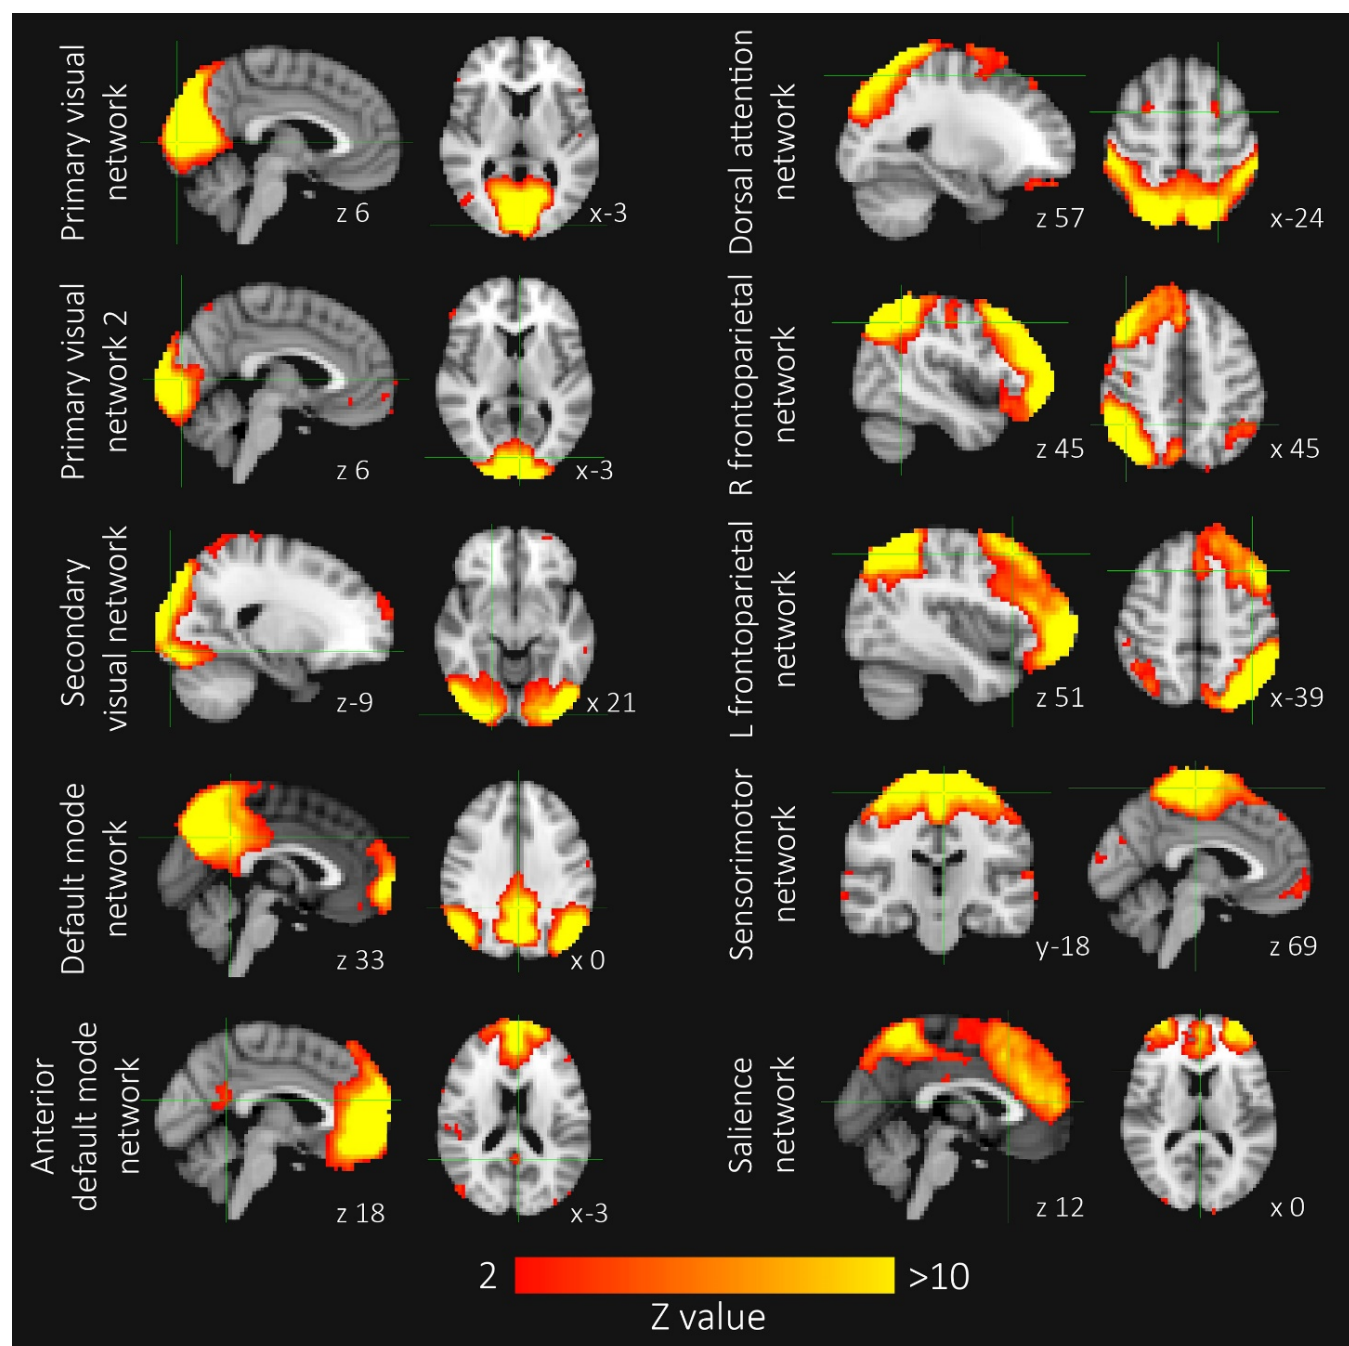 Primary visual
network
z 6
x-3
Dorsal attention
network
z 57
x-24
Primary visual
network 2
z 6
x-3
R frontoparietal
network
z 45
x 45
Secondary
visual network
z-9
x 21
L frontoparietal
network
z 51
x-39
Default mode
network
z 33
x 0
Sensorimotor
network
y-18
z 69
Anterior
default mode
network
z 18
x-3
Salience
network
z 12
x 0
2
>10
Z value